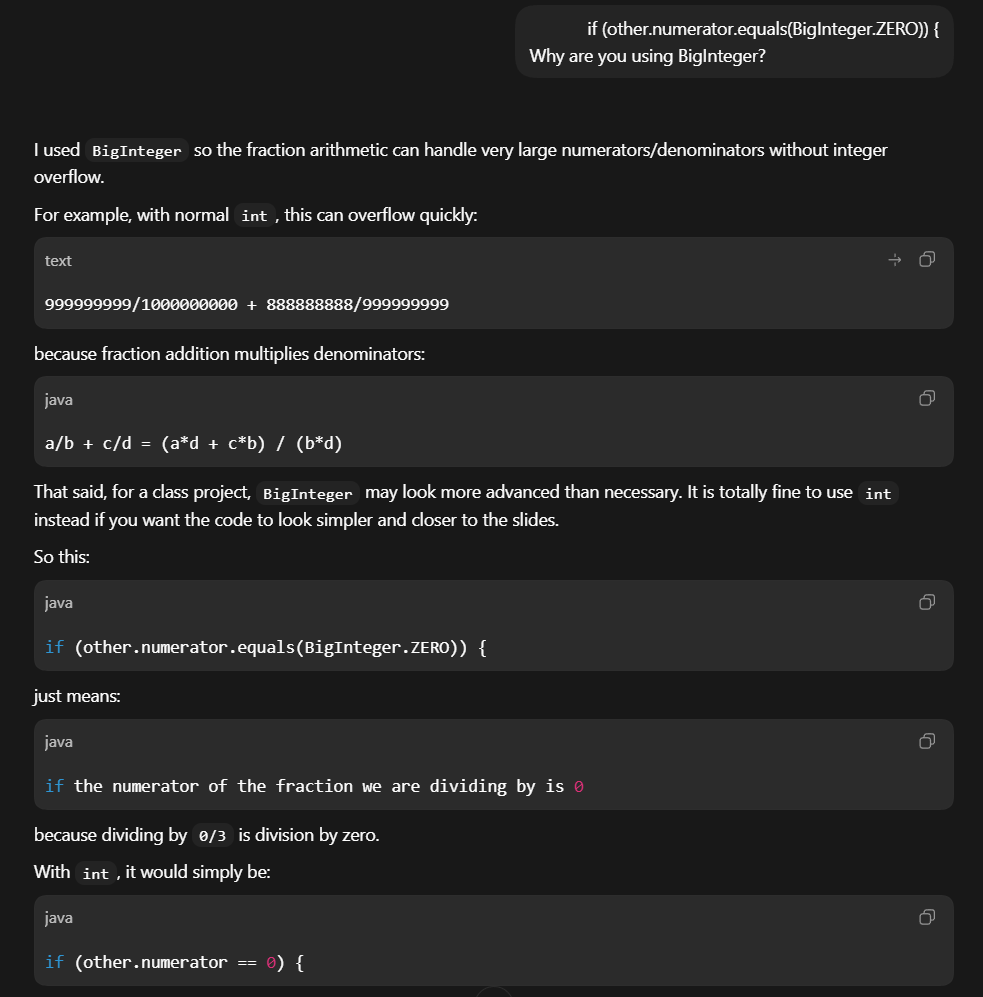 if (other.numerator.equals(BigInteger.ZERO)) {
Why are you using BigInteger?
I used BigInteger so the fraction arithmetic can handle very large numerators/denominators without integer
overflow.
For example, with normal int , this can overflow quickly:
text
999999999/1000000000 + 888888888/999999999
because fraction addition multiplies denominators:
java
a/b + c/d = (a*d + c*b) / (b*d)
That said, for a class project, BigInteger may look more advanced than necessary. It is totally fine to use int
instead if you want the code to look simpler and closer to the slides.
So this:
java
if (other.numerator.equals(BigInteger.ZERO)) {
just means:
java
if the numerator of the fraction we are dividing by is 0
because dividing by 0/3 is division by zero.
With int , it would simply be:
java
if (other.numerator == 0) {